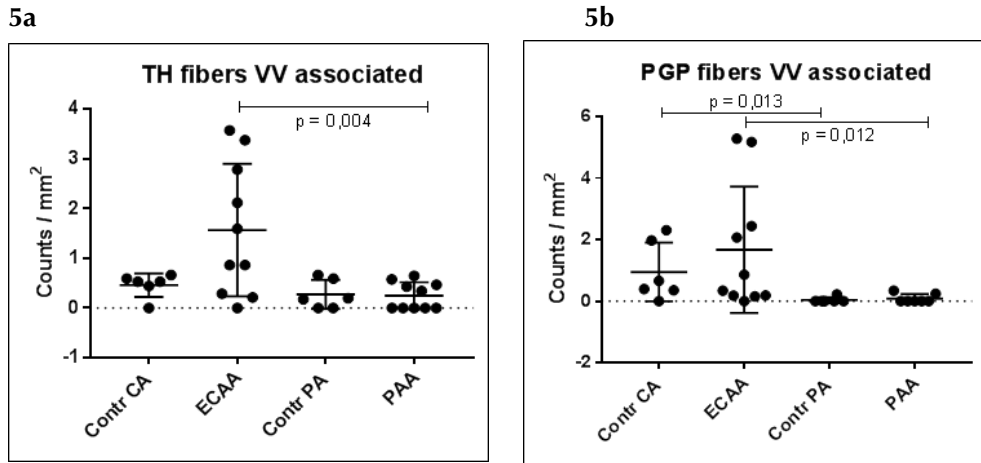 5a
5b
TH fibers VV associated
4
3
2
1
0
-1
Counts / mm²
p = 0,004
Contr CA
ECAA
Contr PA
PAA
PGP fibers VV associated
6
4
2
0
-2
Counts / mm²
p = 0,013
p = 0,012
Contr CA
ECAA
Contr PA
PAA